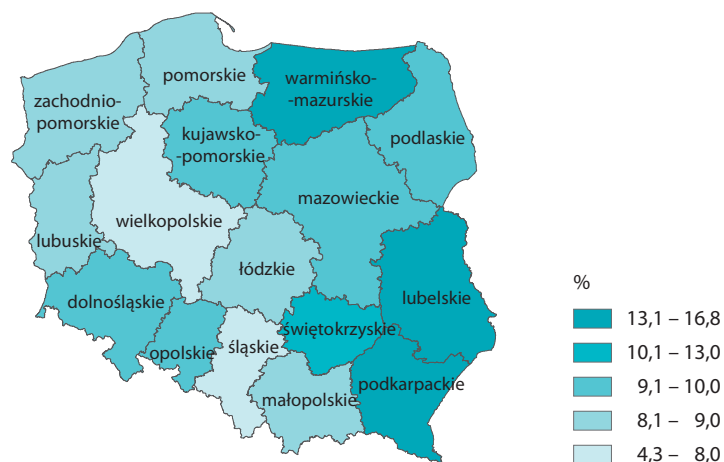 pomorskie
warmińsko-
-mazurskie
zachodnio-
pomorskie
kujawsko-
-pomorskie
podlaskie
mazowieckie
wielkopolskie
lubuskie
łódzkie
dolnośląskie
lubelskie
świętokrzyskie
opolskie
śląskie
podkarpackie
małopolskie
%
13,1 – 16,8
10,1 – 13,0
9,1 – 10,0
8,1 – 9,0
4,3 – 8,0